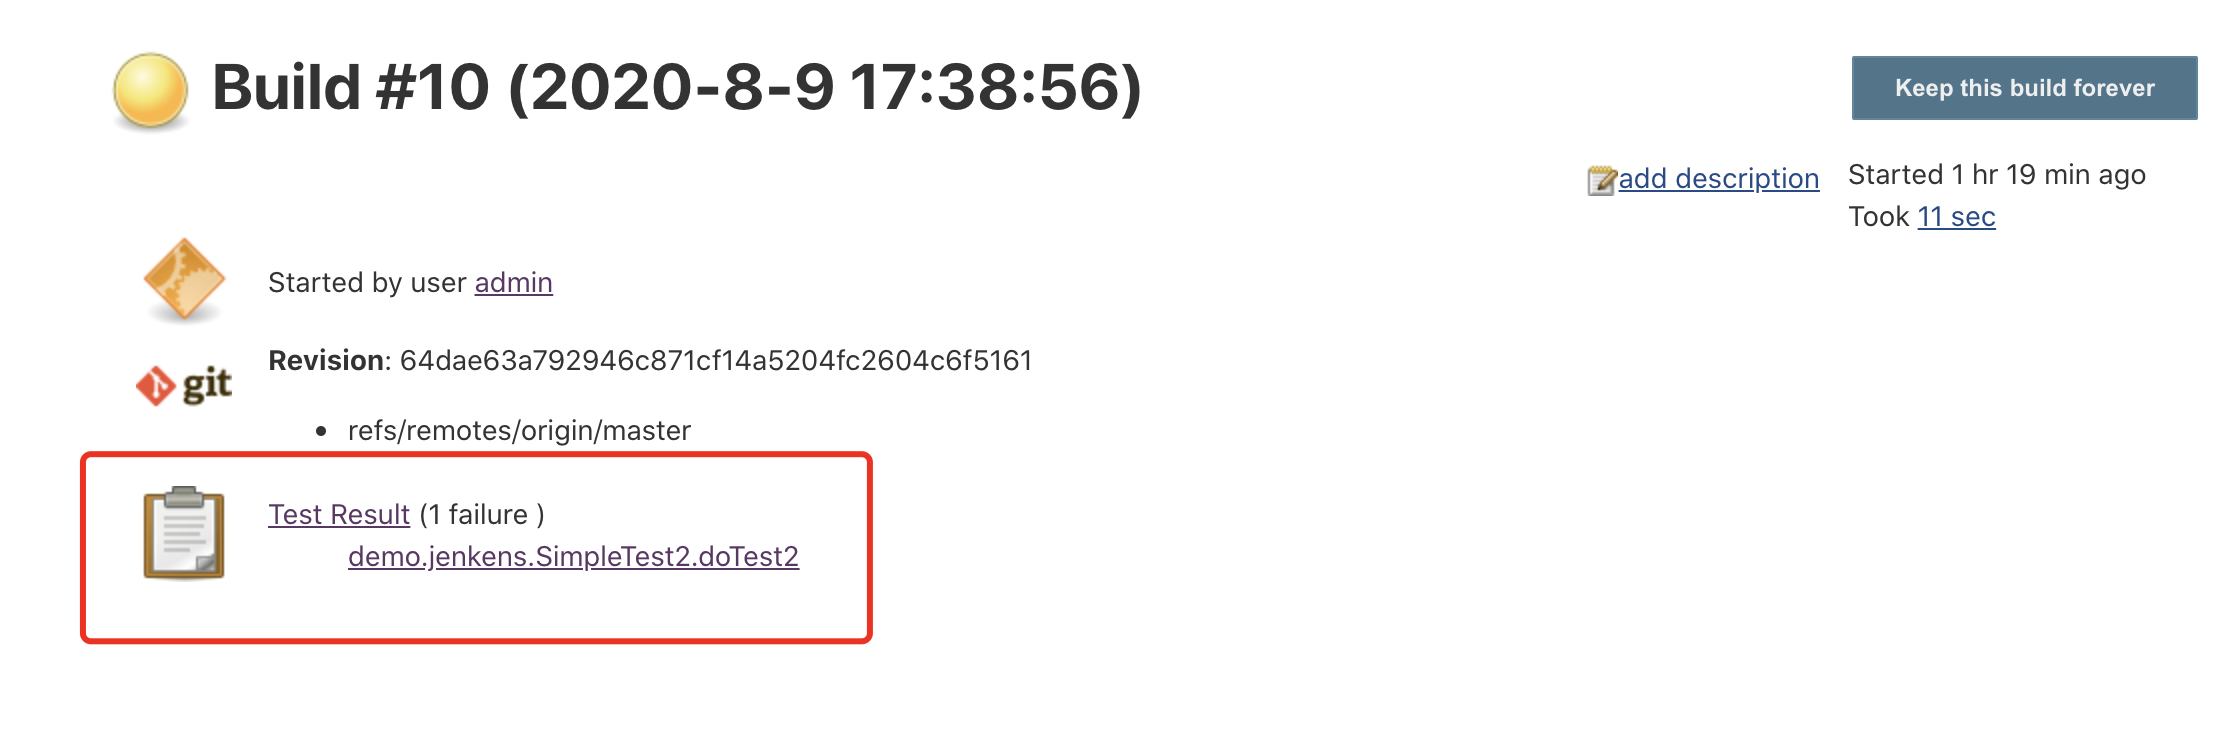 Build #10 (2020-8-9 17:38:56)
Keep this build forever
add description
Started 1 hr 19 min ago
Took 11 sec
Started by user admin
git
Revision: 64dae63a792946c871cf14a5204fc2604c6f5161
• refs/remotes/origin/master
Test Result (1 failure )
demo.jenkens.SimpleTest2.doTest2